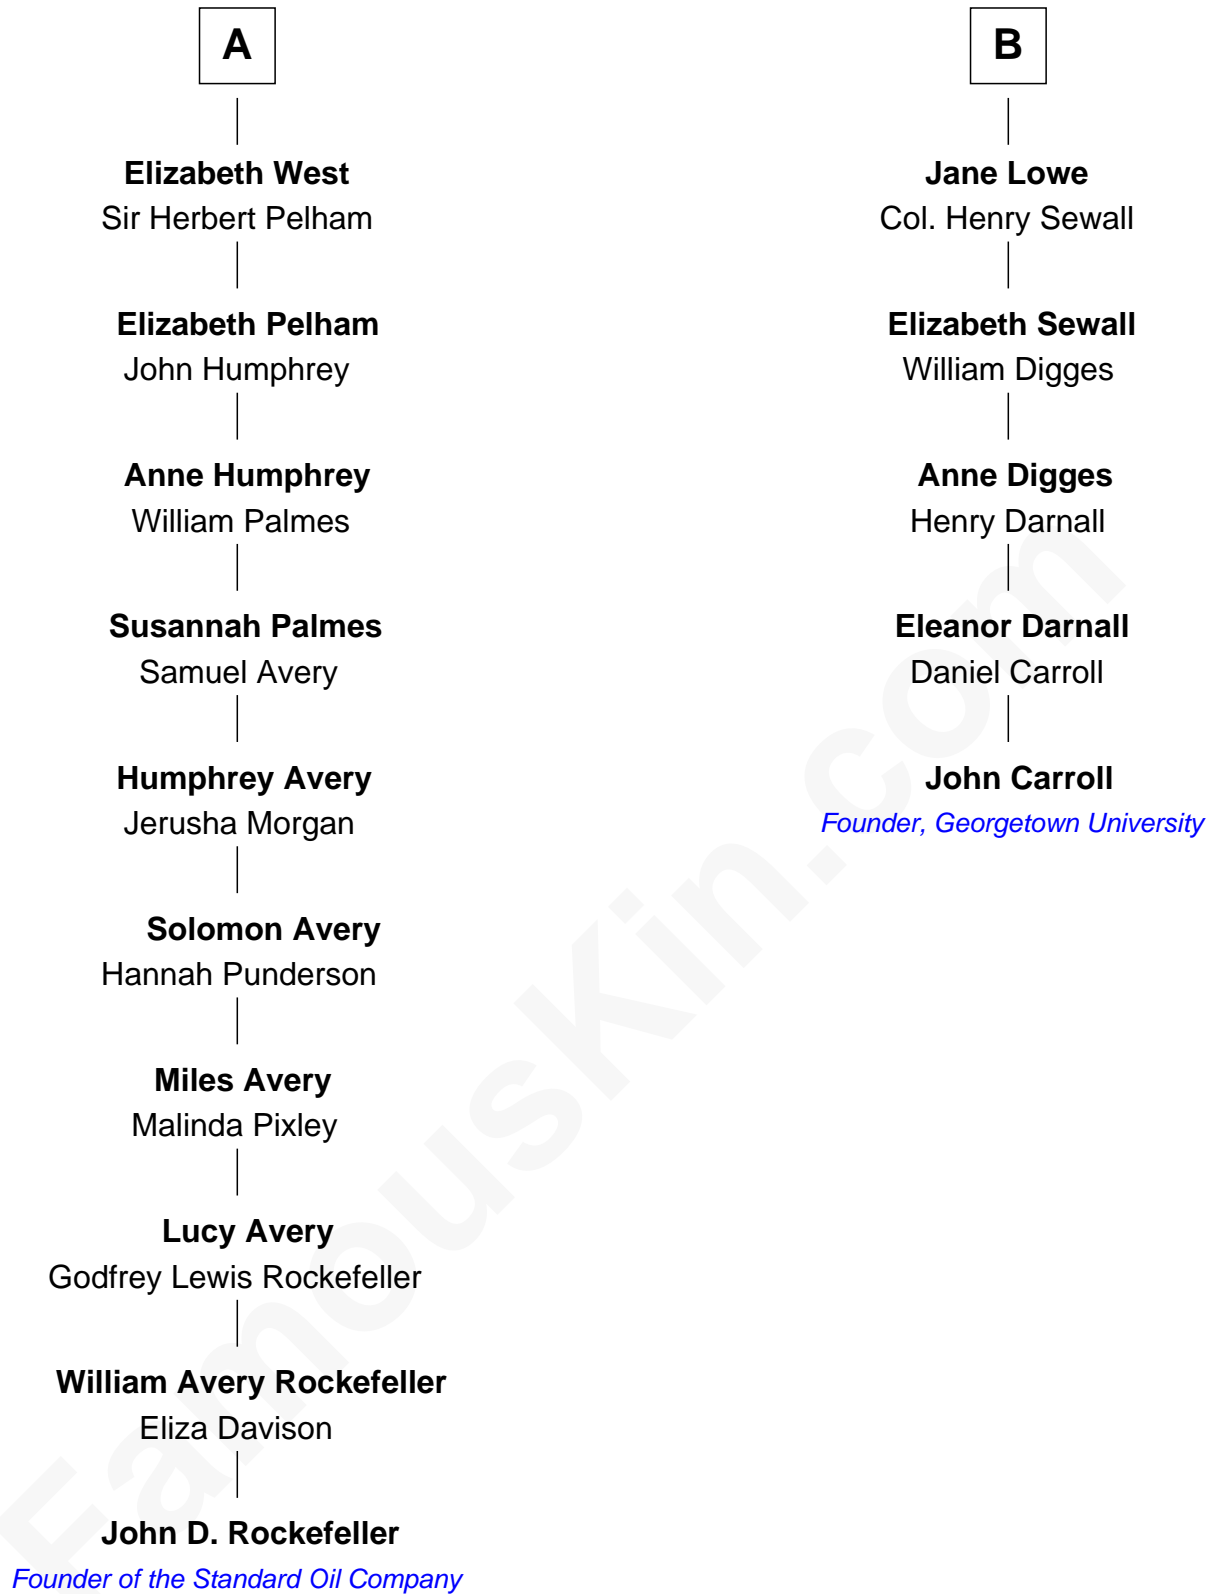 A
Elizabeth West
Sir Herbert Pelham
Elizabeth Pelham
John Humphrey
Anne Humphrey
William Palmes
Susannah Palmes
Samuel Avery
Humphrey Avery
Jerusha Morgan
Solomon Avery
Hannah Punderson
Miles Avery
Malinda Pixley
Lucy Avery
Godfrey Lewis Rockefeller
William Avery Rockefeller
Eliza Davison
John D. Rockefeller
Founder of the Standard Oil Company
B
Jane Lowe
Col. Henry Sewall
Elizabeth Sewall
William Digges
Anne Digges
Henry Darnall
Eleanor Darnall
Daniel Carroll
John Carroll
Founder, Georgetown University
FamousKin.com